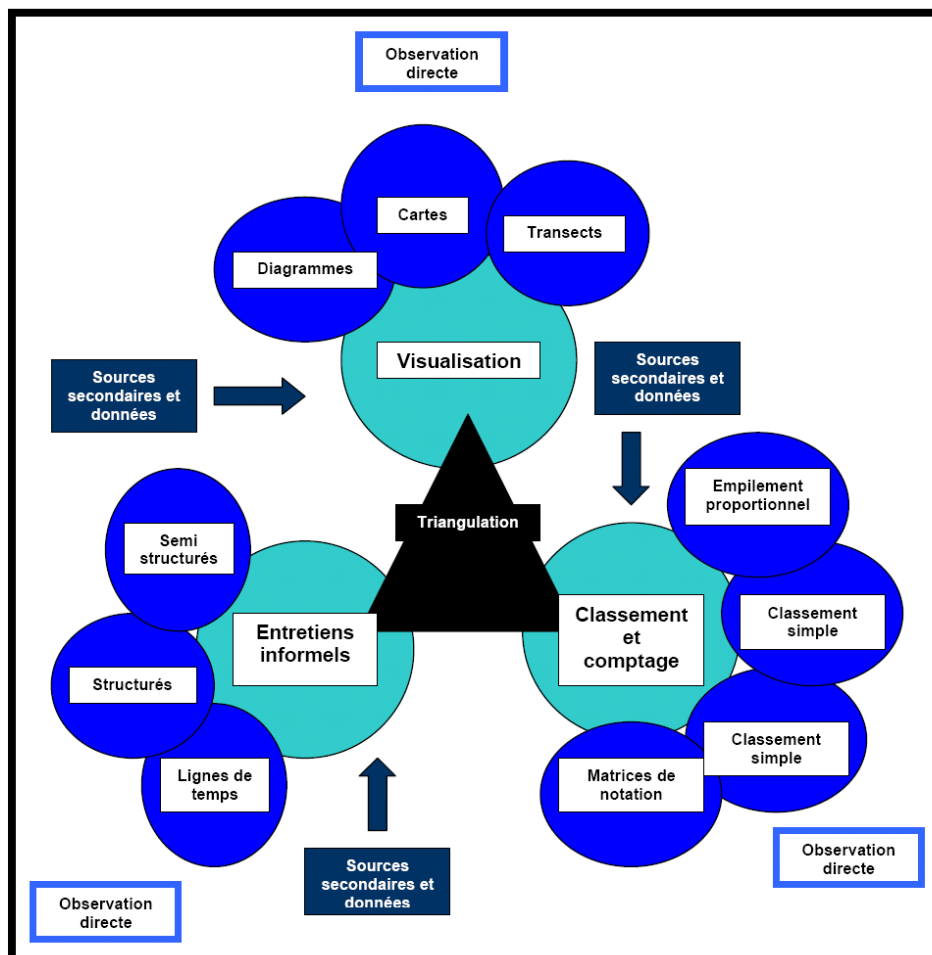 Observation
directe
Cartes
Transects
Diagrammes
Visualisation
Sources
secondaires et
données
Sources
secondaires et
données
Empilement
proportionnel
Triangulation
Semi
structurés
Classement
simple
Entretiens
informels
Classement
et
comptage
Structurés
Classement
simple
Lignes de
temps
Matrices de
notation
Observation
directe
Sources
secondaires et
données
Observation
directe